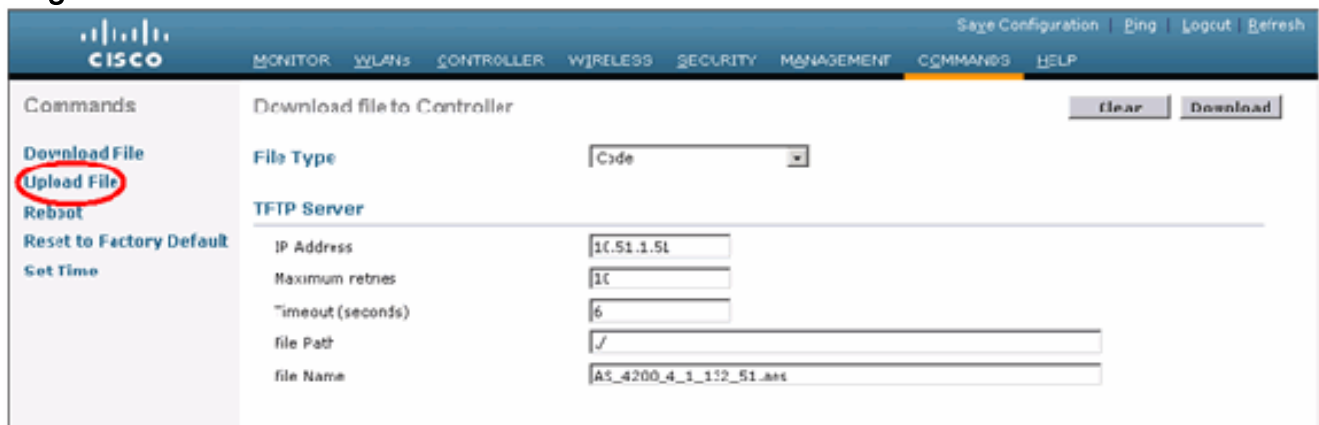 Save Configuration | Ping | Logout | Refresh
CISCO
MONITOR WLANs CONTROLLER WIRELESS SECURITY MANAGEMENT COMMANDS HELP
Commands
Download File
Upload File
Reboot
Reset to Factory Default
Set Time
Download file to Controller
Clear Download
File Type Code
TFTP Server
IP Address
Maximum retries 10
Timeout (seconds) 6
File Path ./
File Name